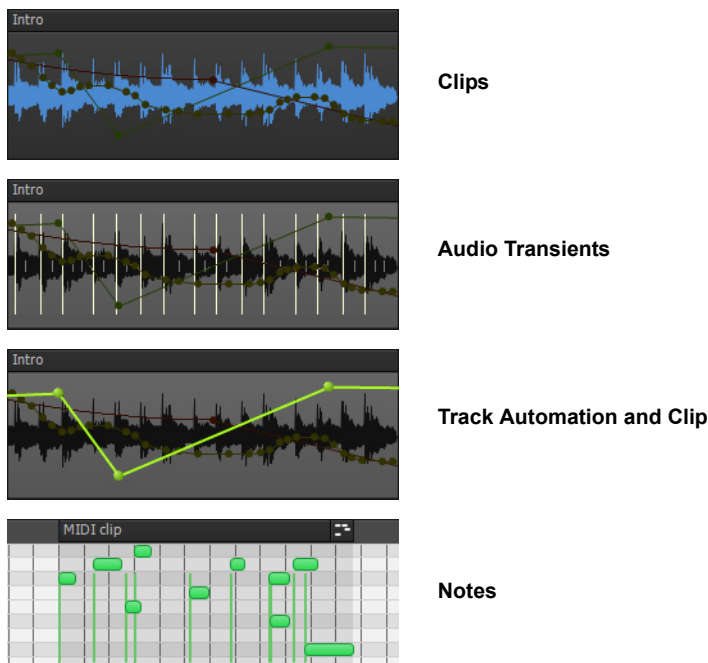 Intro
Clips
Intro
Audio Transients
Intro
Track Automation and Clip
MIDI clip
Notes